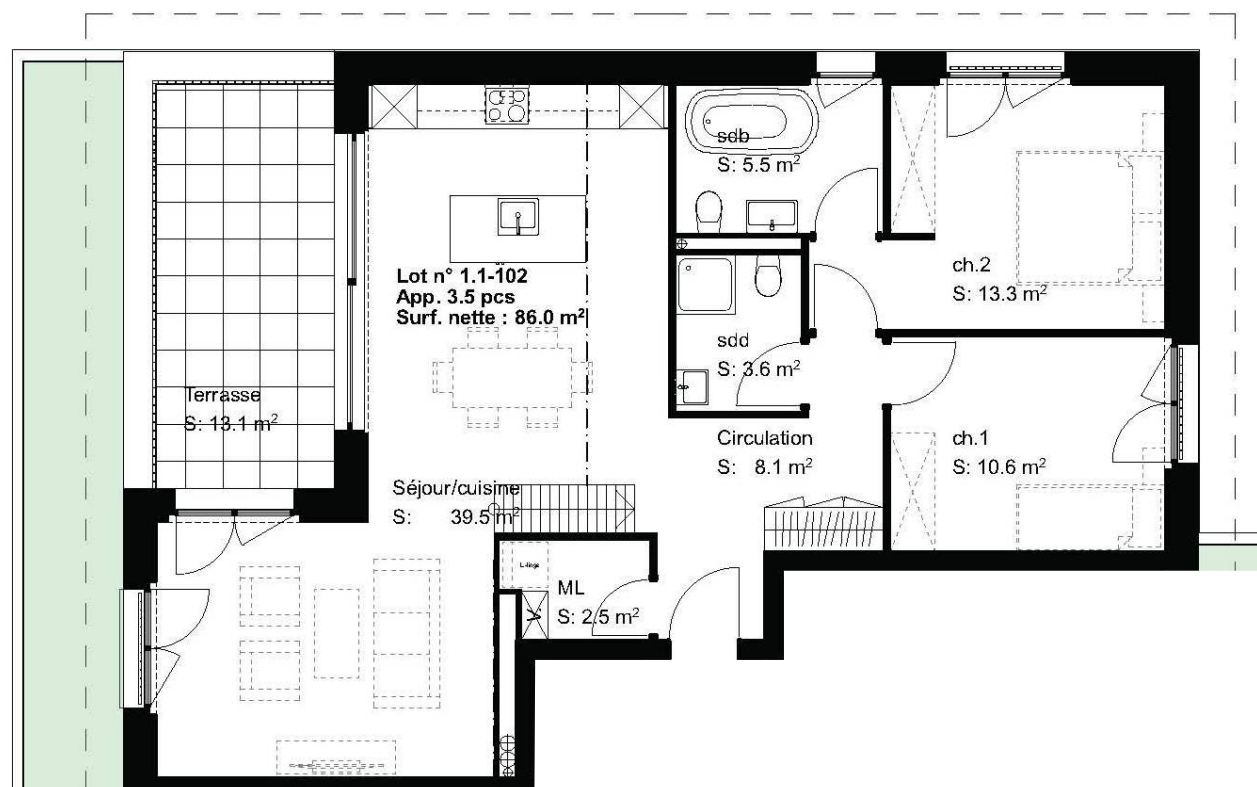 sdb
S: 5.5 m²
Lot n° 1.1-102
App. 3.5 pcs
Surf. nette : 86.0 m²
ch.2
S: 13.3 m²
sdd
S: 3.6 m²
Terrasse
S: 13.1 m²
Circulation
S: 8.1 m²
ch.1
S: 10.6 m²
Séjour/cuisine
S: 39.5 m²
L-linge
ML
S: 2.5 m²
V.